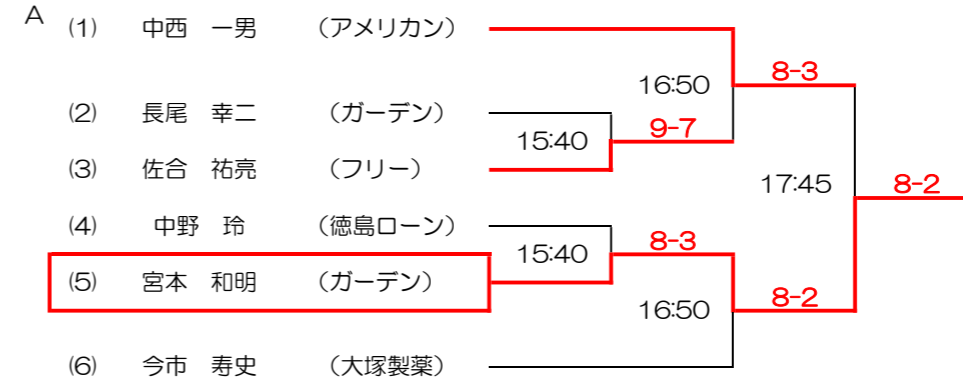 A
(1) 中西 一男 （アメリカン）
16:50 8-3
(2) 長尾 幸二 （ガーデン）
15:40 9-7
(3) 佐合 祐亮 （フリー）
17:45 8-2
(4) 中野 玲 （徳島ローン）
15:40 8-3
(5) 宮本 和明 （ガーデン）
16:50 8-2
(6) 今市 寿史 （大塚製薬）